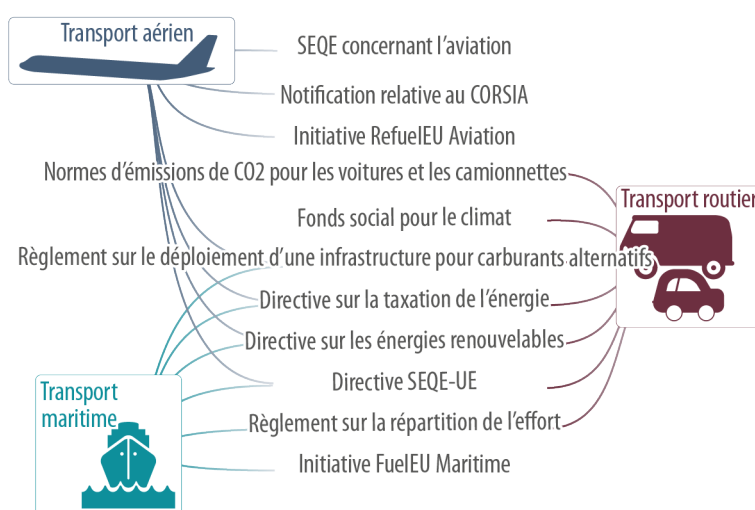 Transport aérien
SEQE concernant l'aviation
Notification relative au CORSIA
Initiative RefuelEU Aviation
Normes d'émissions de CO2 pour les voitures et les camionnettes
Transport routier
Fonds social pour le climat
Règlement sur le déploiement d'une infrastructure pour carburants alternatifs
Directive sur la taxation de l'énergie
Directive sur les énergies renouvelables
Directive SEQE-UE
Transport
maritime
Règlement sur la répartition de l'effort
Initiative FuelEU Maritime